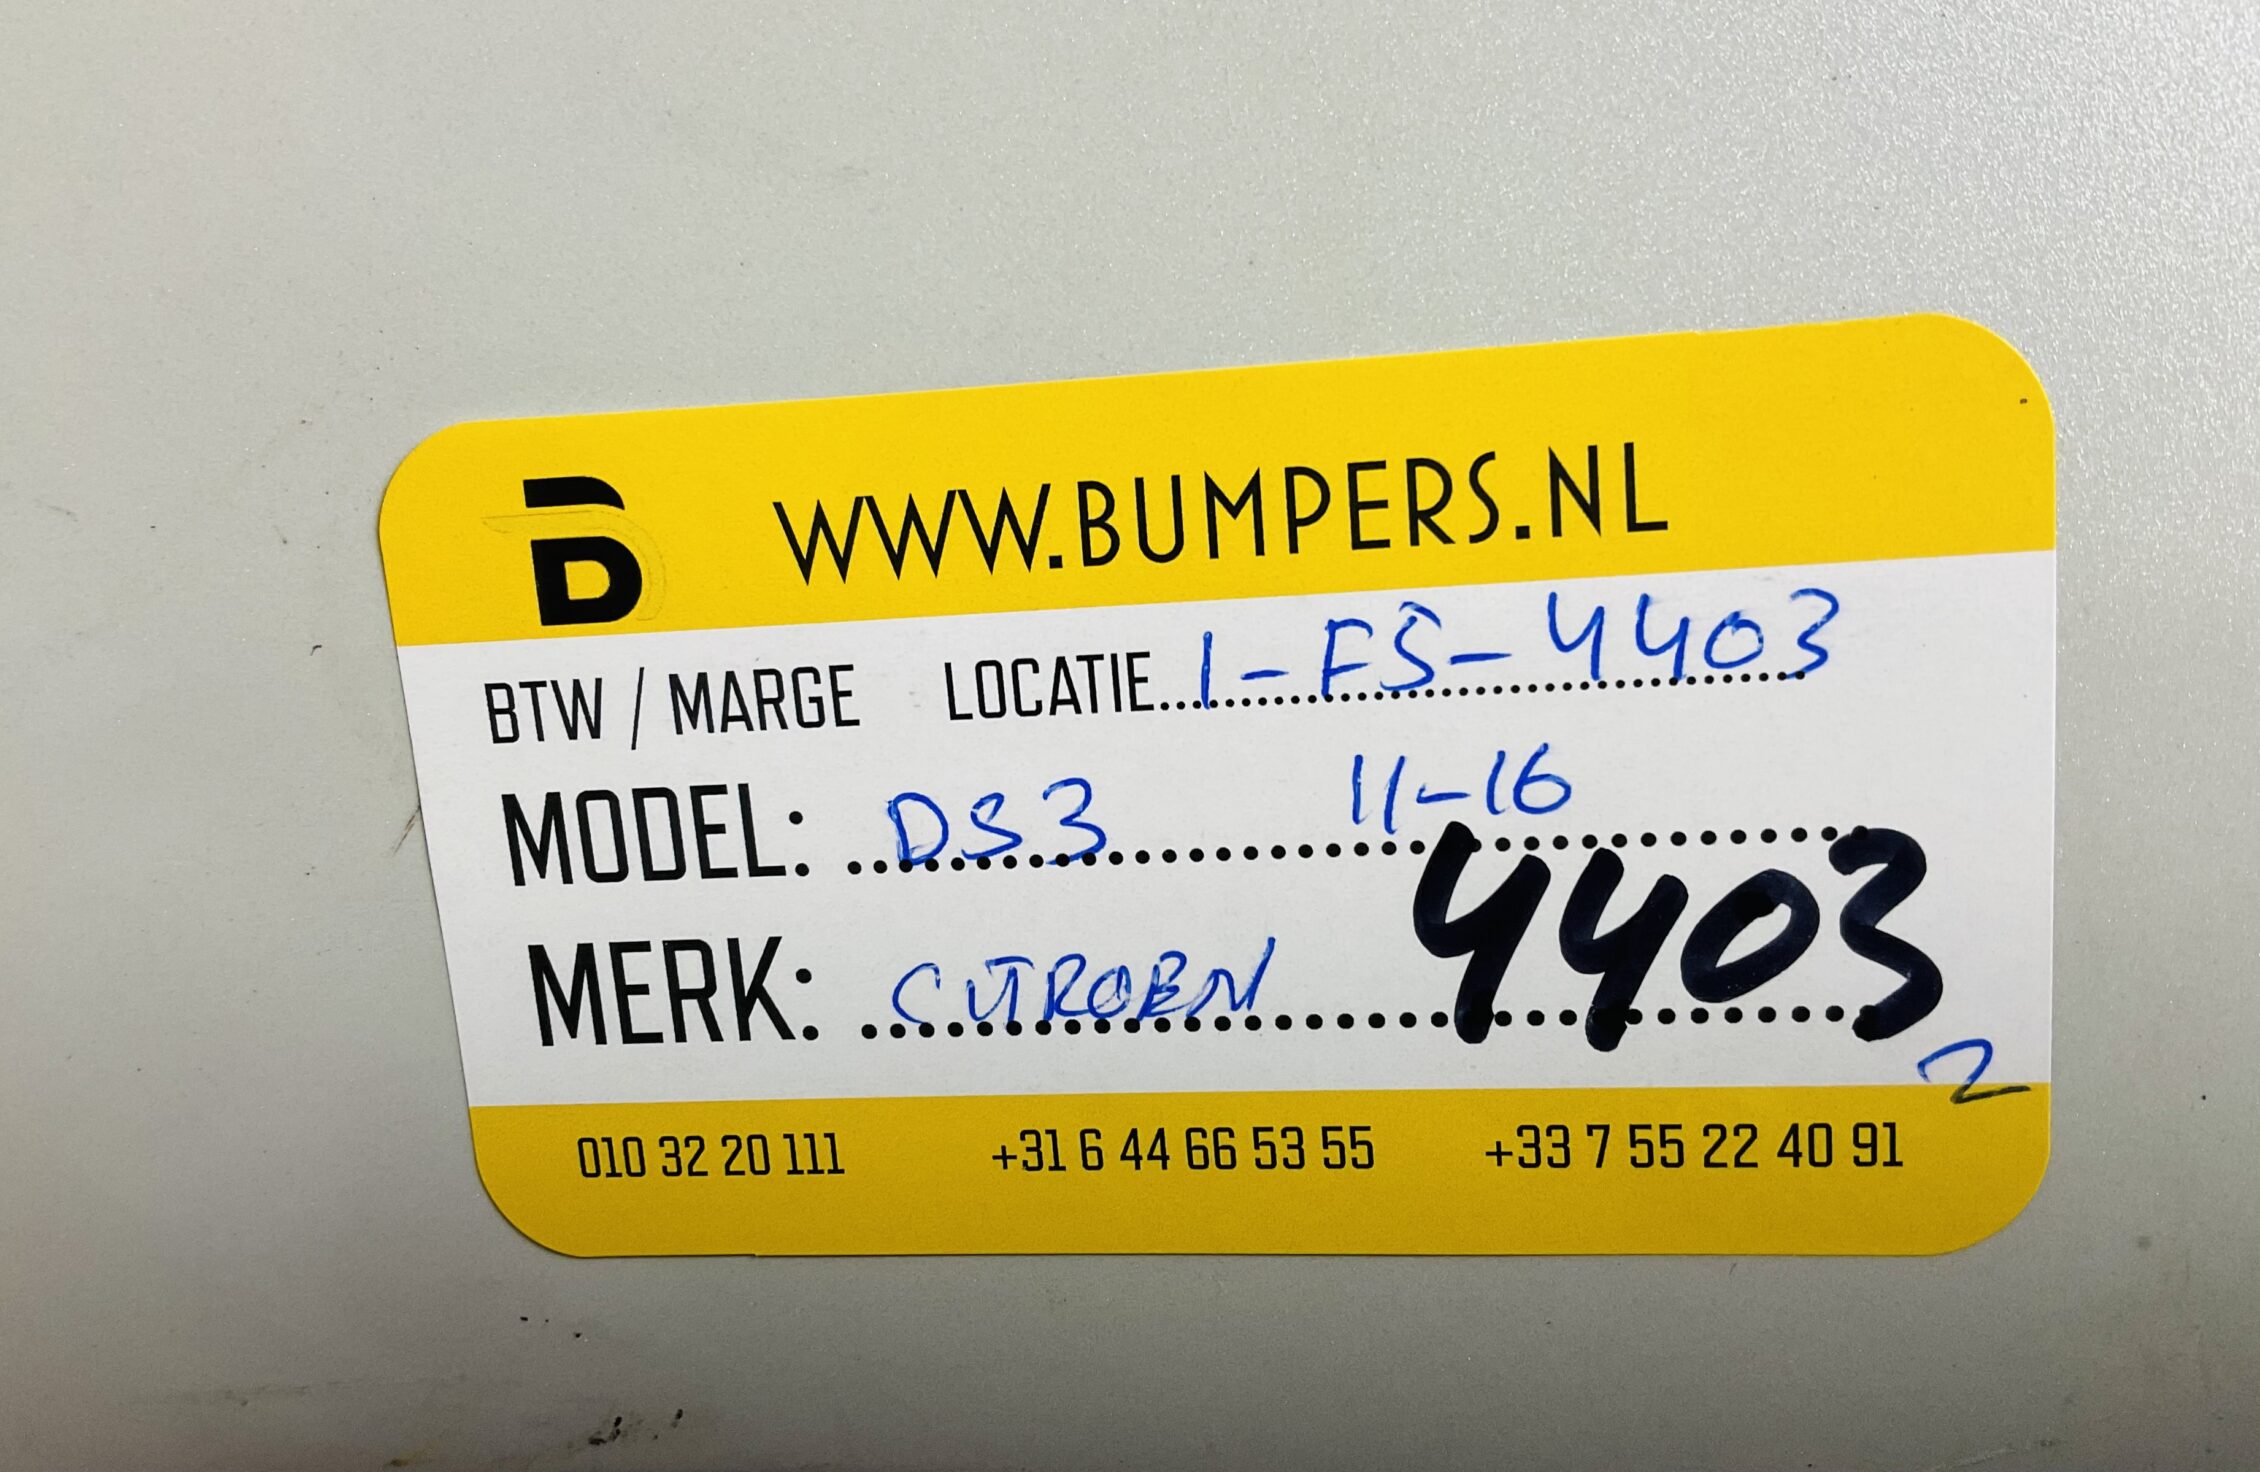 WWW.BUMPERS.NL
BTW / MARGE LOCATIE 1-FS-4403
MODEL: DS3 11-16
4403
MERK: CITROEN
2
010 32 20 111 +31 6 44 66 53 55 +33 7 55 22 40 91